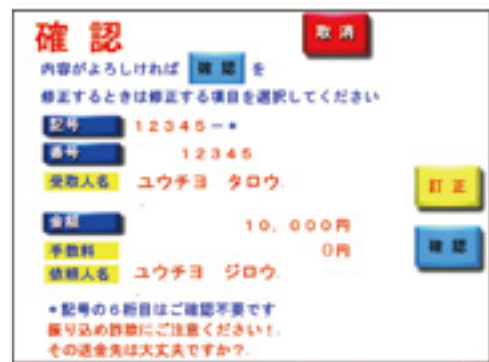 確認
取消
内容がよろしければ 確認 を
修正するときは修正する項目を選択してください
記号 12345-*
番号 12345
受取人名 ユウチヨ タロウ.
訂正
金額 10,000円
手数料 0円
確認
依頼人名 ユウチヨ ジロウ.
*記号の6桁目はご確認不要です
振り込め詐欺にご注意ください!.
その送金先は大丈夫ですか?.